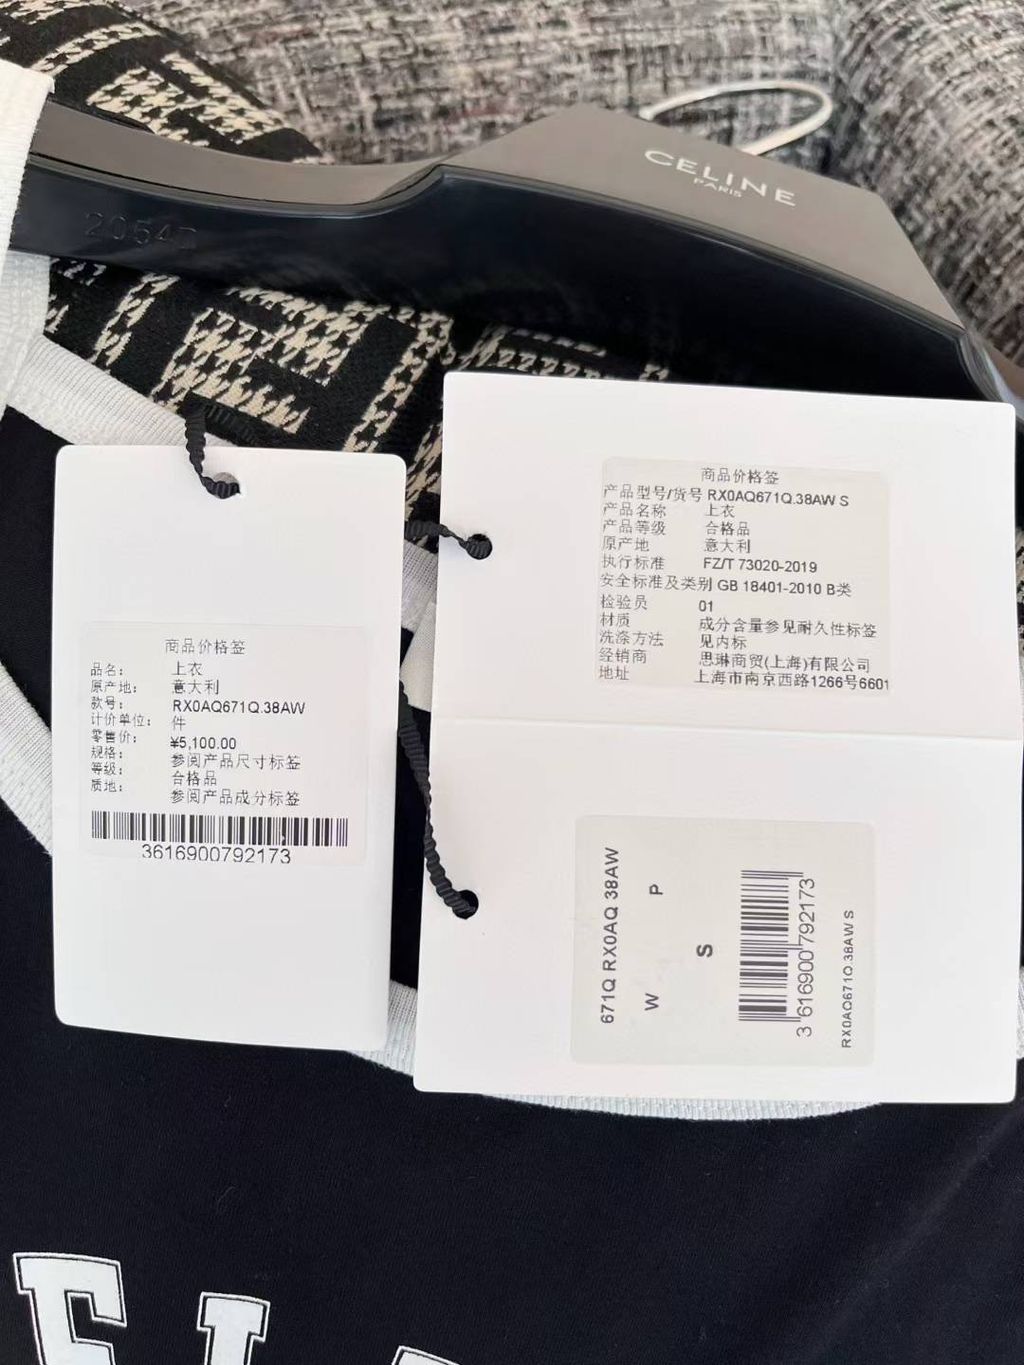 CELINE
PARIS
商品价格签
品名： 上衣
原产地： 意大利
款号： RX0AQ671Q.38AW
计价单位： 件
零售价： ¥5,100.00
规格： 参阅产品尺寸标签
等级： 合格品
质地： 参阅产品成分标签
3616900792173
商品价格签
产品型号/货号 RX0AQ671Q.38AW S
产品名称 上衣
产品等级 合格品
原产地 意大利
执行标准 FZ/T 73020-2019
安全标准及类别 GB 18401-2010 B类
检验员 01
材质 成分含量参见耐久性标签
洗涤方法 见内标
经销商 思琳商贸(上海)有限公司
地址 上海市南京西路1266号6601
671Q RX0AQ 38AW
W P
S
3 616900 792173
RX0AQ671Q.38AW S